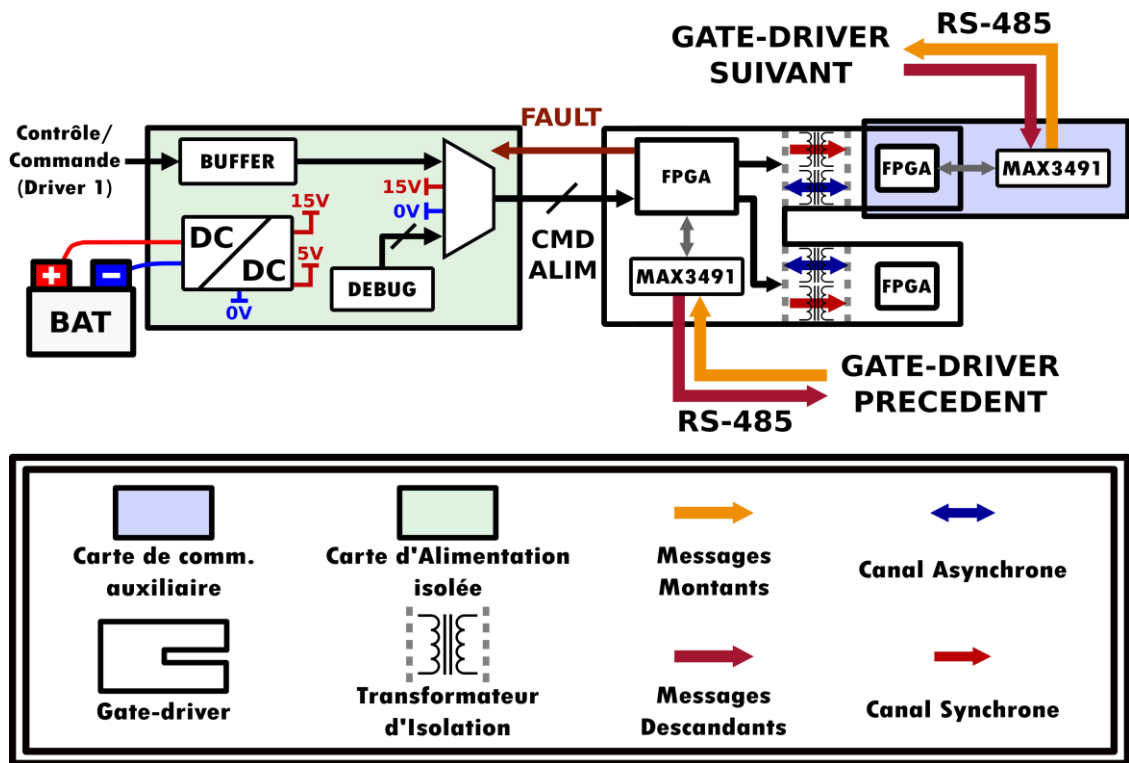 RS-485
GATE-DRIVER
SUIVANT
Contrôle/
Commande
(Driver 1)
BUFFER
FAULT
15V
0V
CMD
ALIM
DC
DC
15V
5V
0V
DEBUG
+
−
BAT
FPGA
MAX3491
FPGA
MAX3491
FPGA
GATE-DRIVER
PRECEDENT
RS-485
Carte de comm.
auxiliaire
Carte d'Alimentation
isolée
Messages
Montants
Canal Asynchrone
Gate-driver
Transformateur
d'Isolation
Messages
Descandants
Canal Synchrone